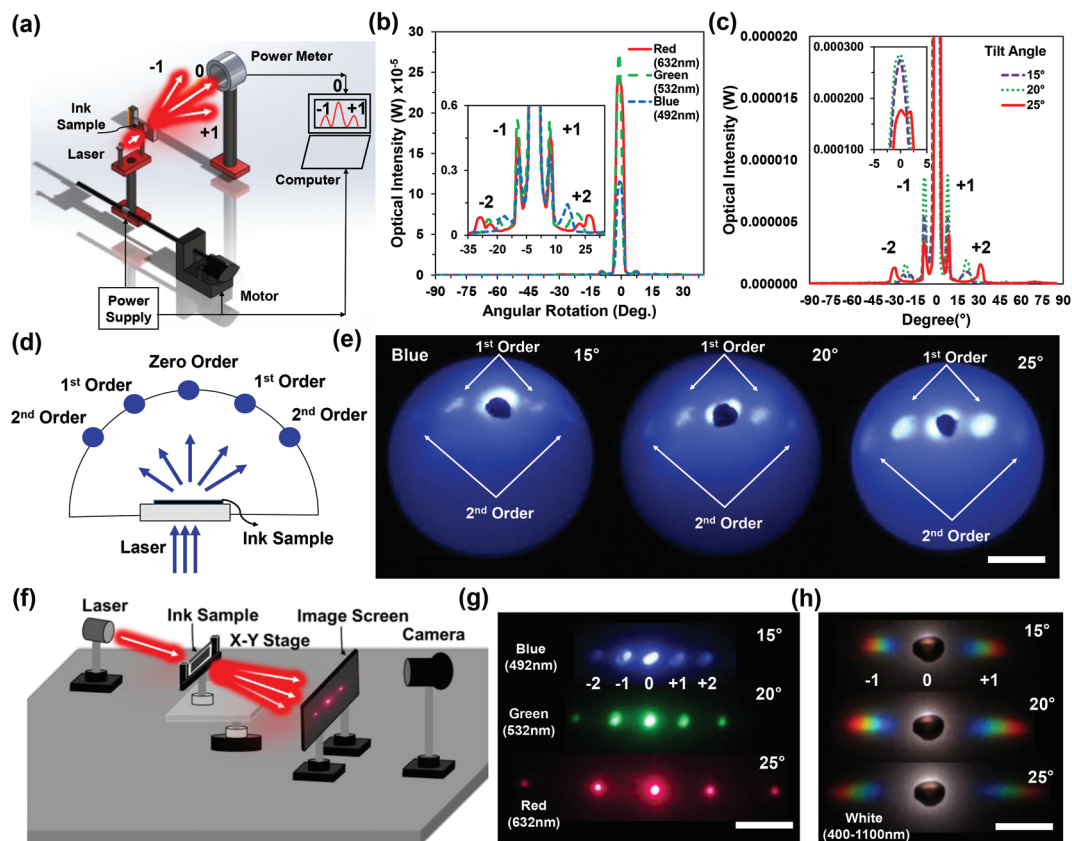 (a)
-1
0
Power Meter
0
-1
+1
Ink
Sample
+1
Laser
Computer
Power
Supply
Motor
(b)
Optical Intensity (W) x10-5
30
25
20
15
10
5
0
-90 -75 -60 -45 -30 -15 0 15 30
Angular Rotation (Deg.)
Red
(632nm)
Green
(532nm)
Blue
(492nm)
0.6
0.3
0
-35 -20 -5 10 25
-1
+1
-2
+2
(c)
Optical Intensity (W)
0.000020
0.000015
0.000010
0.000005
0.000000
-90 -75 -60 -45 -30 -15 0 15 30 45 60 75 90
Degree(°)
0.000300
0.000200
0.000100
-5 0 5
Tilt Angle
15°
20°
25°
-1
+1
-2
+2
(d)
Zero Order
1st Order
1st Order
2nd Order
2nd Order
Laser
Ink Sample
(e)
Blue
1st Order
15°
2nd Order
1st Order
20°
2nd Order
1st Order
25°
2nd Order
(f)
Laser
Ink Sample
X-Y Stage
Image Screen
Camera
(g)
15°
Blue
(492nm)
-2 -1 0 +1 +2
20°
Green
(532nm)
25°
Red
(632nm)
(h)
15°
-1 0 +1
20°
25°
White
(400-1100nm)